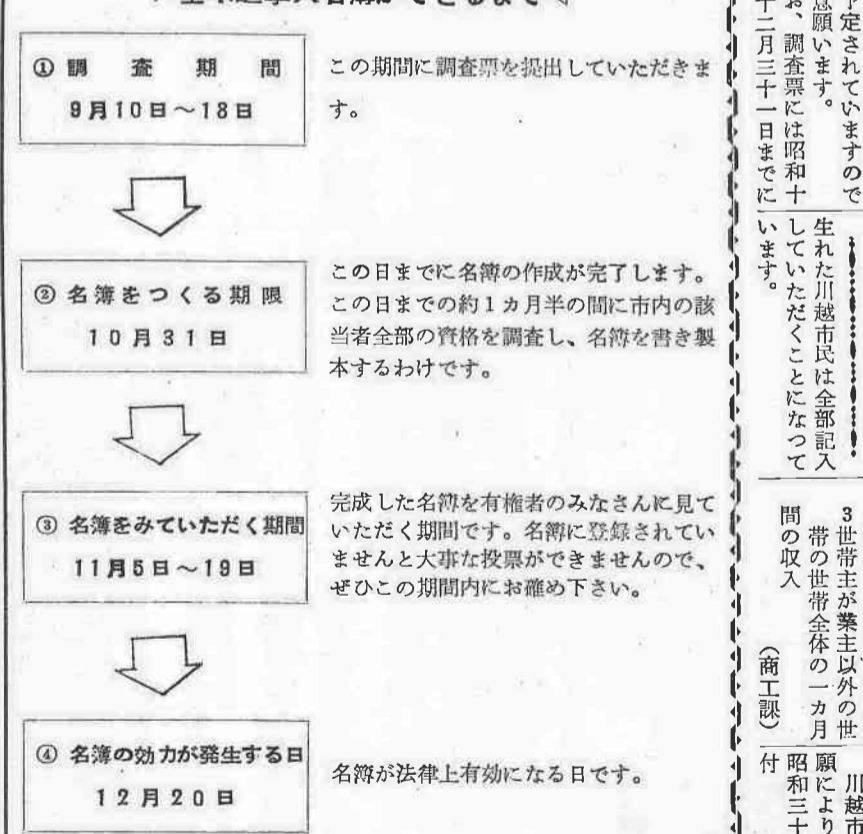 ① 調査期間
9月10日～18日
この期間に調査票を提出していただきま
す。
② 名簿をつくる期限
10月31日
この日までに名簿の作成が完了します。
この日までの約1カ月半の間に市内の該
当者全部の資格を調査し、名簿を書き製
本するわけです。
③ 名簿をみていただく期間
11月5日～19日
完成した名簿を有権者のみなさんに見て
いただく期間です。名簿に登録されてい
ませんと大事な投票ができませんので、
ぜひこの期間内にお確め下さい。
④ 名簿の効力が発生する日
12月20日
名簿が法律上有効になる日です。
予定されていますので
意願います。
お、調査票には昭和十
十二月三十一日までに
生れた川越市民は全部記入
していただくことになつて
います。
3 世帯主が業主以外の世
帯の世帯全体の一カ月
間の収入
(商工課)
川越市
願により
昭和三十
付